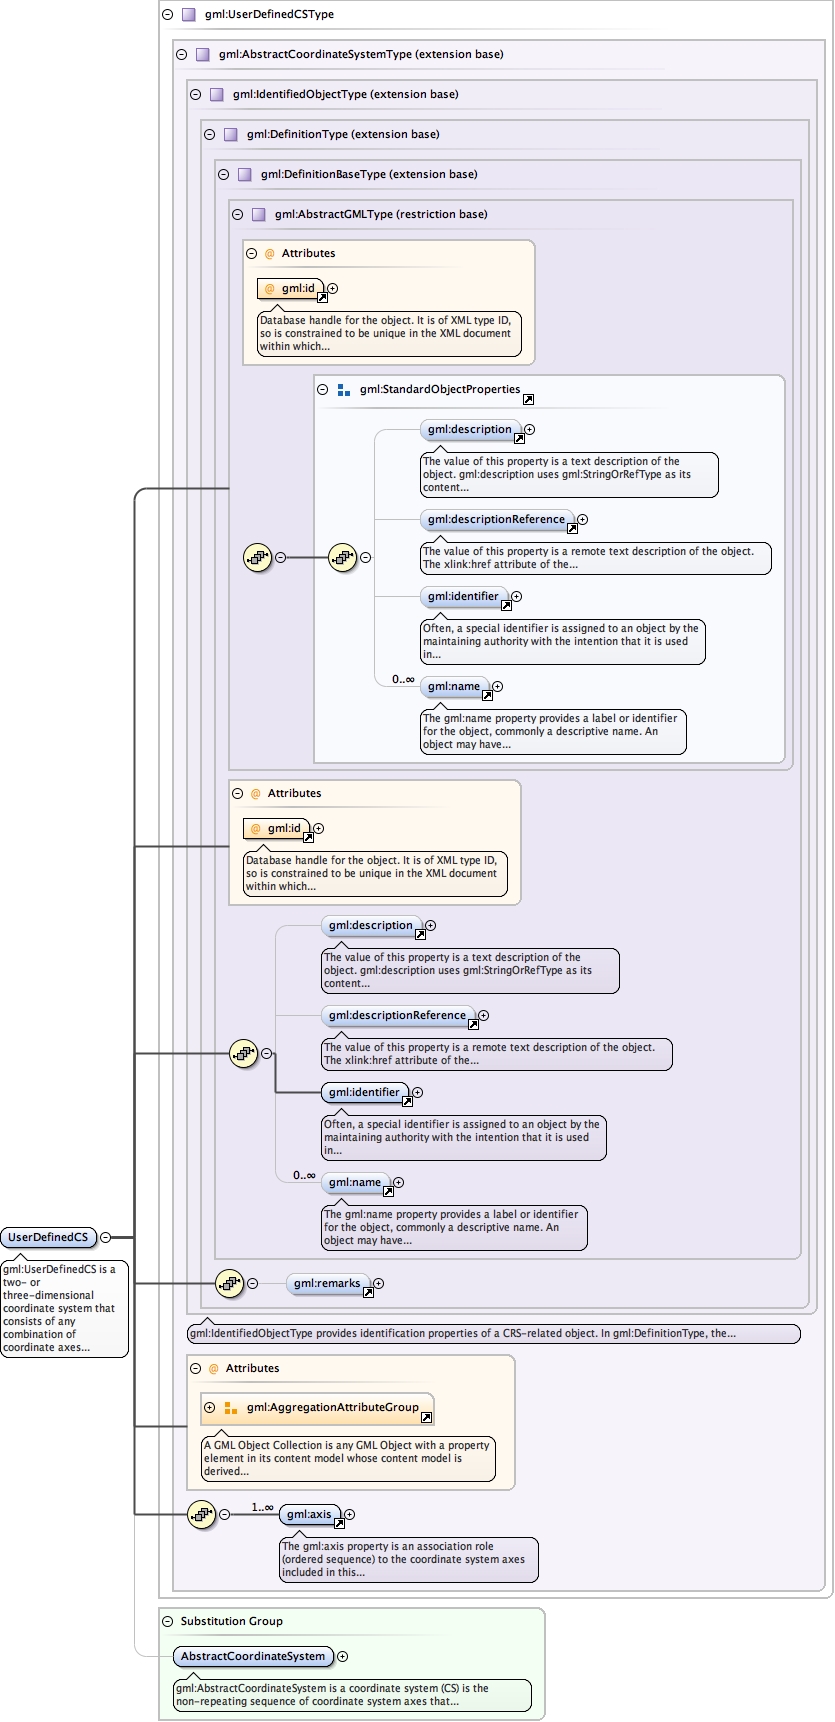 gml:UserDefinedCSType
gml:AbstractCoordinateSystemType (extension base)
gml:IdentifiedObjectType (extension base)
gml:DefinitionType (extension base)
gml:DefinitionBaseType (extension base)
gml:AbstractGMLType (restriction base)
@ Attributes
@ gml:id
Database handle for the object. It is of XML type ID,
so is constrained to be unique in the XML document
within which...
gml:StandardObjectProperties
gml:description
The value of this property is a text description of the
object. gml:description uses gml:StringOrRefType as its
content...
gml:descriptionReference
The value of this property is a remote text description of the object.
The xlink:href attribute of the...
gml:identifier
Often, a special identifier is assigned to an object by the
maintaining authority with the intention that it is used
in...
0..∞
gml:name
The gml:name property provides a label or identifier
for the object, commonly a descriptive name. An
object may have...
@ Attributes
@ gml:id
Database handle for the object. It is of XML type ID,
so is constrained to be unique in the XML document
within which...
gml:description
The value of this property is a text description of the
object. gml:description uses gml:StringOrRefType as its
content...
gml:descriptionReference
The value of this property is a remote text description of the object.
The xlink:href attribute of the...
gml:identifier
Often, a special identifier is assigned to an object by the
maintaining authority with the intention that it is used
in...
0..∞
gml:name
The gml:name property provides a label or identifier
for the object, commonly a descriptive name. An
object may have...
UserDefinedCS
gml:UserDefinedCS is a
two- or
three-dimensional
coordinate system that
consists of any
combination of
coordinate axes...
gml:remarks
gml:IdentifiedObjectType provides identification properties of a CRS-related object. In gml:DefinitionType, the...
@ Attributes
gml:AggregationAttributeGroup
A GML Object Collection is any GML Object with a property
element in its content model whose content model is
derived...
1..∞
gml:axis
The gml:axis property is an association role
(ordered sequence) to the coordinate system axes
included in this...
Substitution Group
AbstractCoordinateSystem
gml:AbstractCoordinateSystem is a coordinate system (CS) is the
non-repeating sequence of coordinate system axes that...